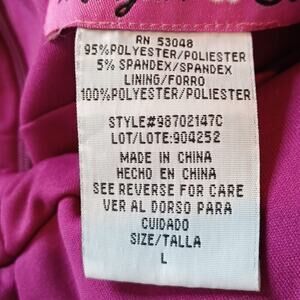 RN 53048
95%POLYESTER/POLIESTER
5% SPANDEX/SPANDEX
LINING/FORRO
100%POLYESTER/POLIESTER
STYLE#98702147C
LOT/LOTE:904252
MADE IN CHINA
HECHO EN CHINA
SEE REVERSE FOR CARE
VER AL DORSO PARA
CUIDADO
SIZE/TALLA
L